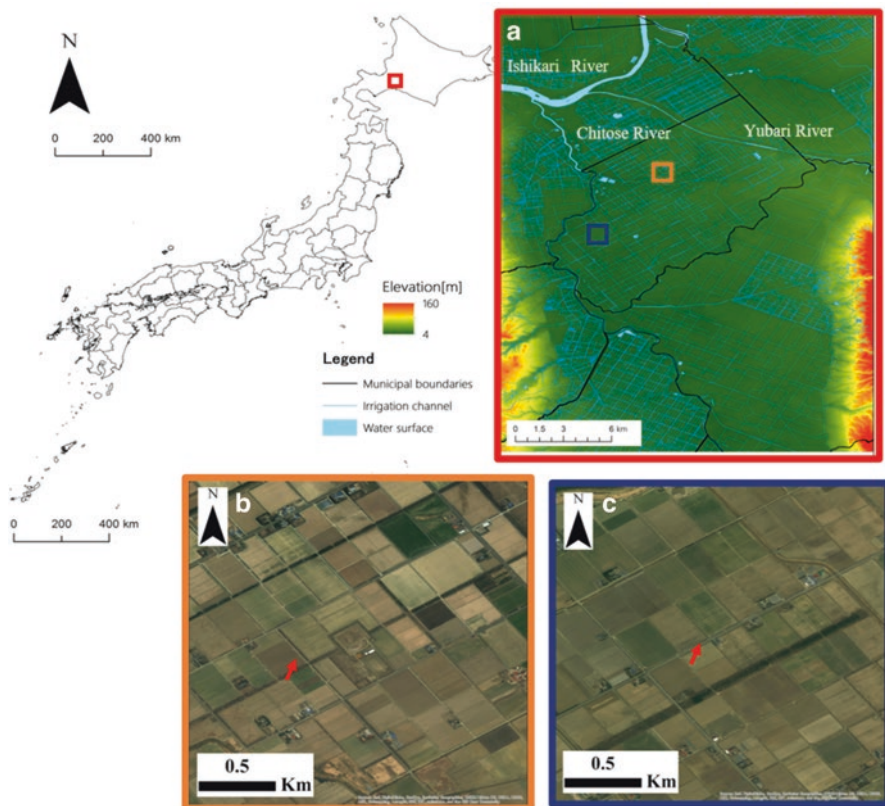 N
0 200 400 km
Elevation[m]
160
4
Legend
Municipal boundaries
Irrigation channel
Water surface
0 200 400 km
a
Ishikari River
Chitose River
Yubari River
0 1.5 3 6 km
N
b
0.5
Km
N
c
0.5
Km